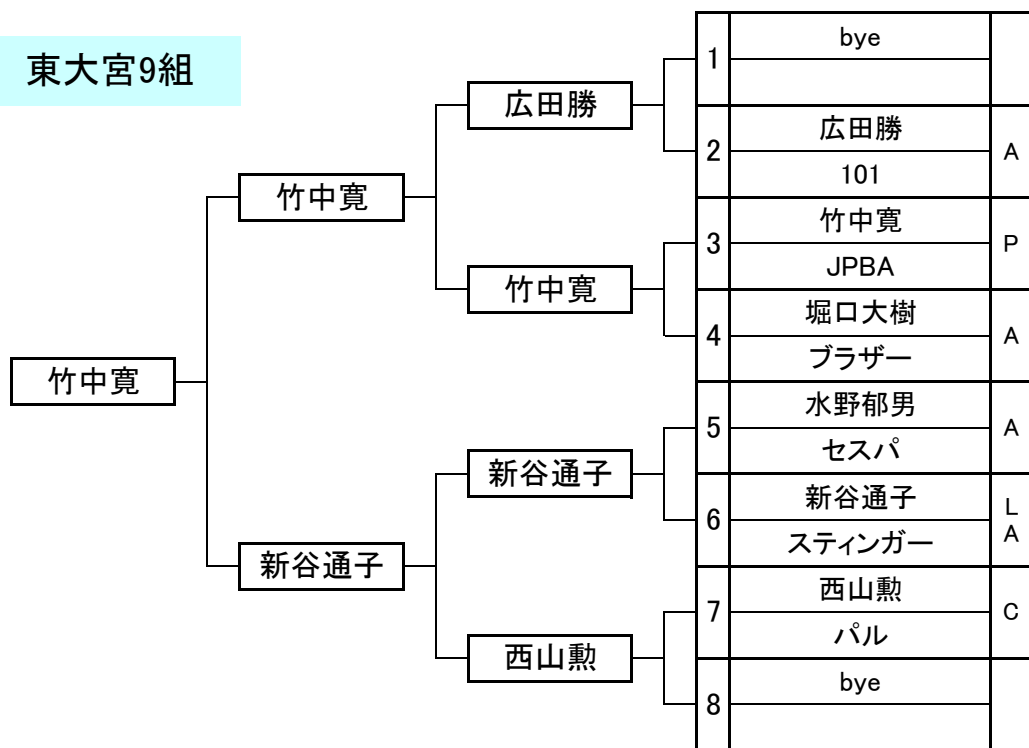 東大宮9組
竹中寛
竹中寛
新谷通子
広田勝
竹中寛
新谷通子
西山勲
1
bye
2
広田勝
101
A
3
竹中寛
JPBA
P
4
堀口大樹
ブラザー
A
5
水野郁男
セスパ
A
6
新谷通子
スティンガー
L
A
7
西山勲
パル
C
8
bye